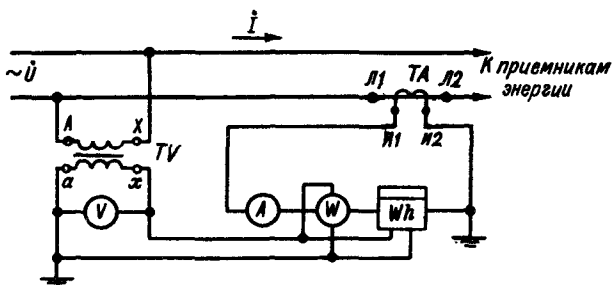 İ
~U̇
Л1 ТА Л2
К приемникам
энергии
А Х
TV
И1 И2
а х
V
А
W
Wh